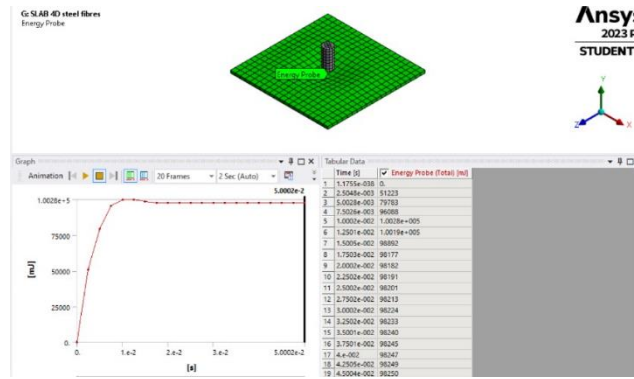 G: SLAB 4D steel fibres
Energy Probe
Ansys
2023
STUDENT
Energy Probe
Y
Z
X
Graph
Animation
20 Frames
2 Sec (Auto)
5.0002e-2
1.0028e+5
75000
50000
25000
0.
[mJ]
0.
1.e-2
2.e-2
3.e-2
5.0002e-2
[s]
Tabular Data
Time [s] Energy Probe (Total) [mJ]
1 1.1755e-038 0.
2 2.5048e-003 51223
3 5.0028e-003 79783
4 7.5026e-003 96088
5 1.0002e-002 1.0028e+005
6 1.2501e-002 1.0019e+005
7 1.5005e-002 98892
8 1.7503e-002 98177
9 2.0002e-002 98182
10 2.2502e-002 98191
11 2.5002e-002 98201
12 2.7502e-002 98213
13 3.0002e-002 98224
14 3.2502e-002 98233
15 3.5001e-002 98240
16 3.7501e-002 98245
17 4.e-002 98247
18 4.2505e-002 98249
19 4.5004e-002 98250